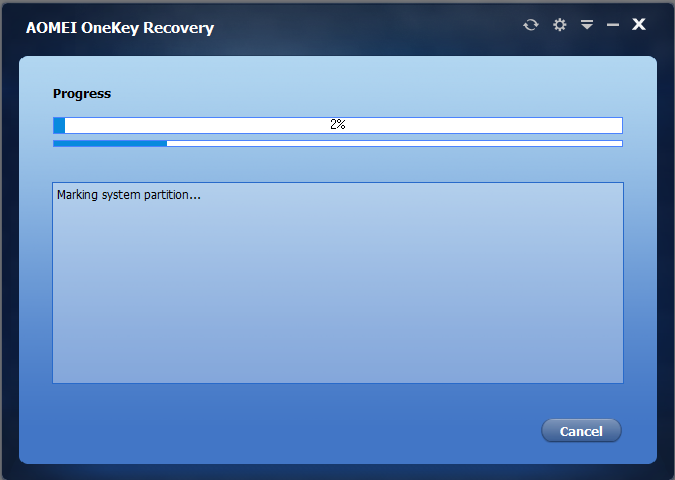 AOMEI OneKey Recovery
Progress
2%
Marking system partition...
Cancel